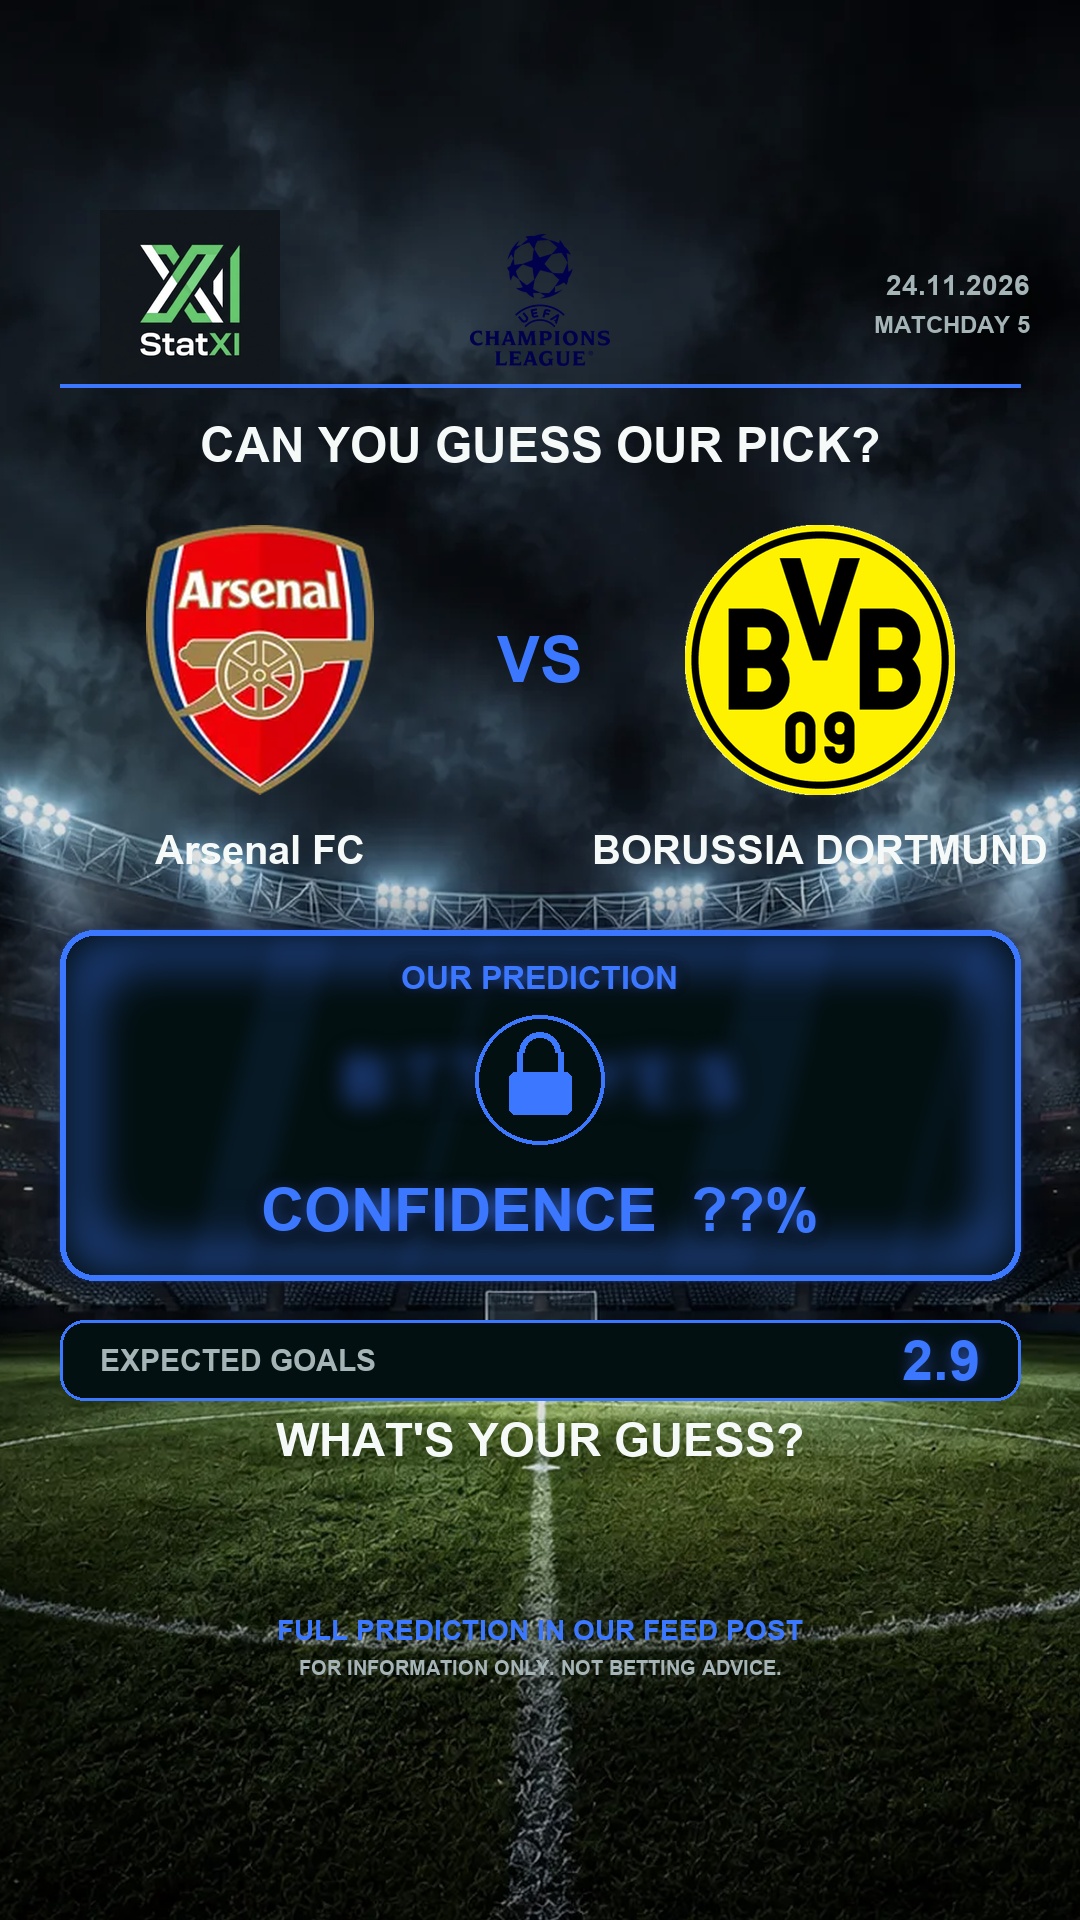 StatXI
UEFA
CHAMPIONS
LEAGUE
24.11.2026
MATCHDAY 5
CAN YOU GUESS OUR PICK?
Arsenal
VS
BVB
09
Arsenal FC
BORUSSIA DORTMUND
OUR PREDICTION
CONFIDENCE ??%
EXPECTED GOALS 2.9
WHAT'S YOUR GUESS?
FULL PREDICTION IN OUR FEED POST
FOR INFORMATION ONLY. NOT BETTING ADVICE.